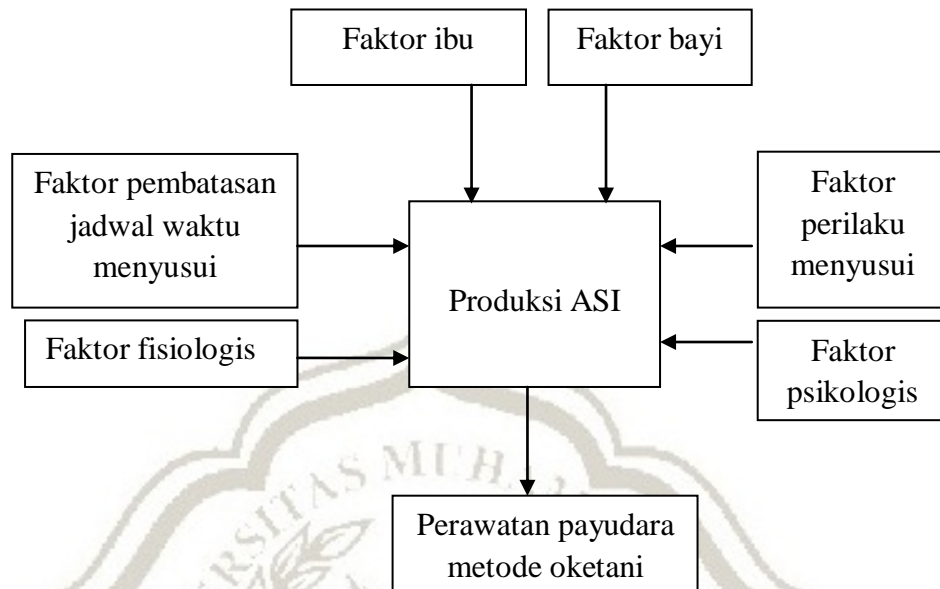 Faktor ibu
Faktor bayi
Faktor pembatasan
jadwal waktu
menyusui
Faktor
perilaku
menyusui
Produksi ASI
Faktor fisiologis
Faktor
psikologis
Perawatan payudara
metode oketani